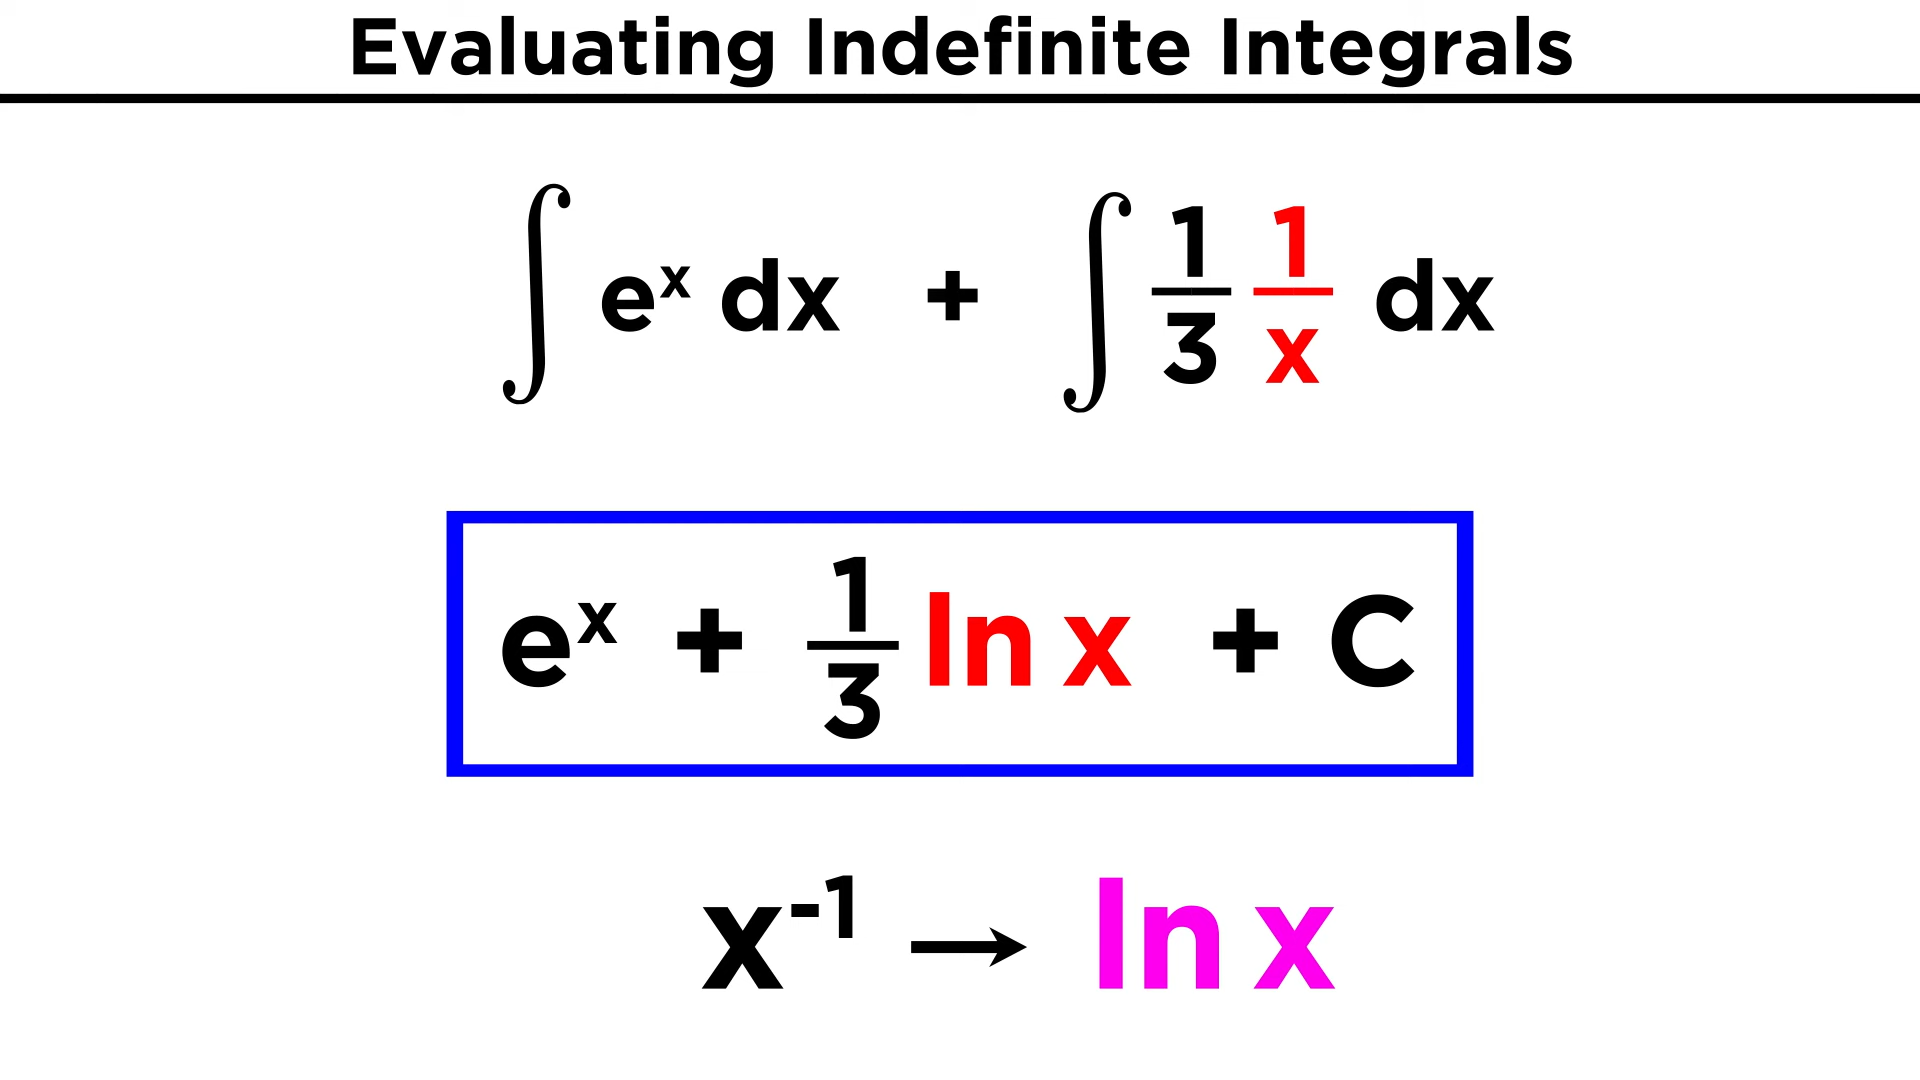 Evaluating Indefinite Integrals
∫ eˣ dx + ∫ 1/3 1/x dx
eˣ + 1/3 ln x + C
x⁻¹ → ln x